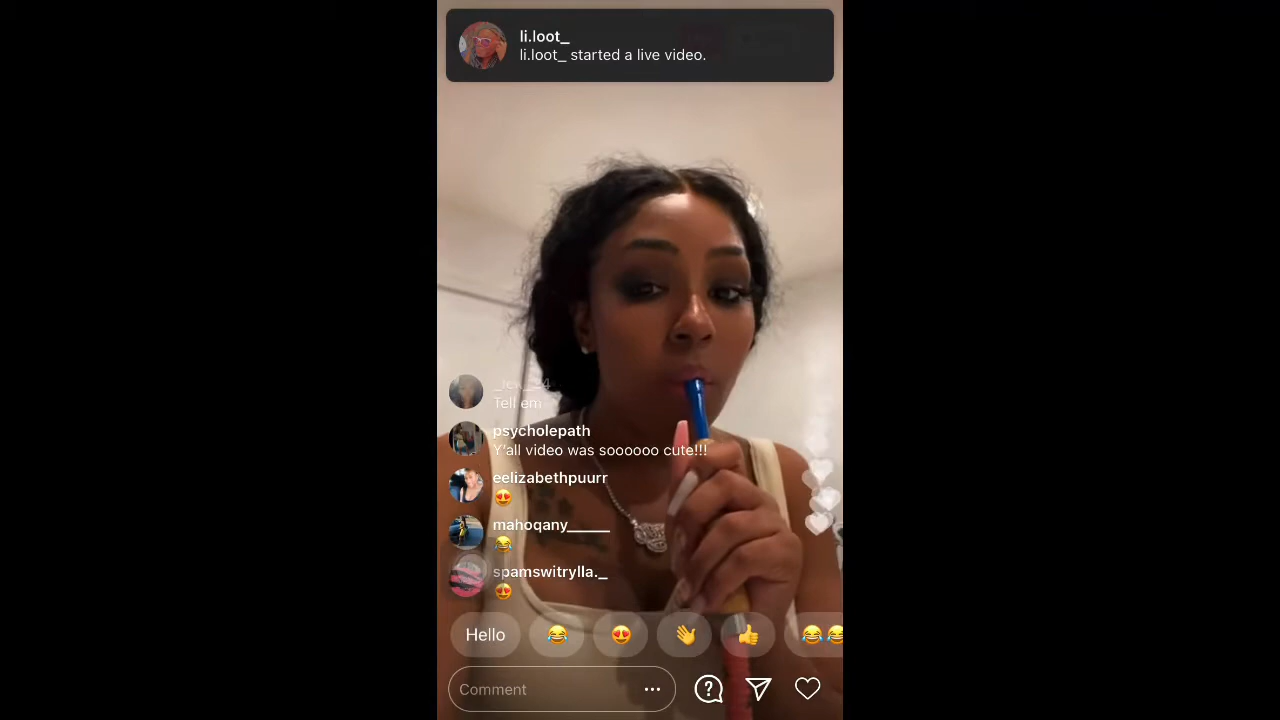 li.loot_
li.loot_ started a live video.
Tell em
psycholepath
Y'all video was soooooo cute!!!
eelizabethpuurr
😍
mahoqany_____
😂
spamswitrylla._
😍
Hello 😂 😍 👋 👍 😂😂
Comment